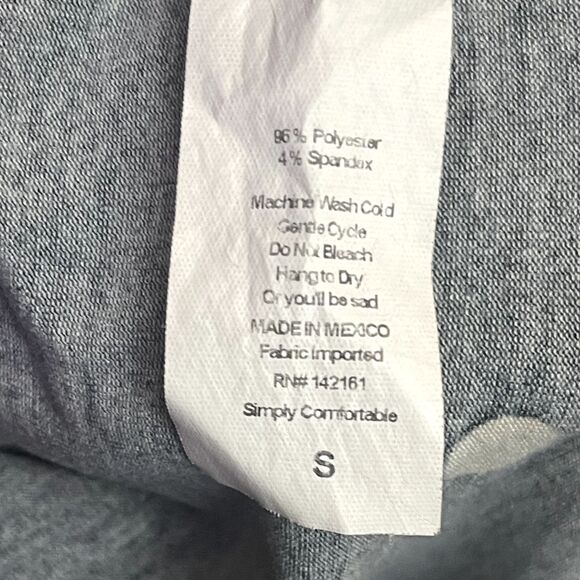 96% Polyester
4% Spandex
Machine Wash Cold
Gentle Cycle
Do Not Bleach
Hang to Dry
Or you'll be sad
MADE IN MEXICO
Fabric Imported
RN# 142161
Simply Comfortable
S